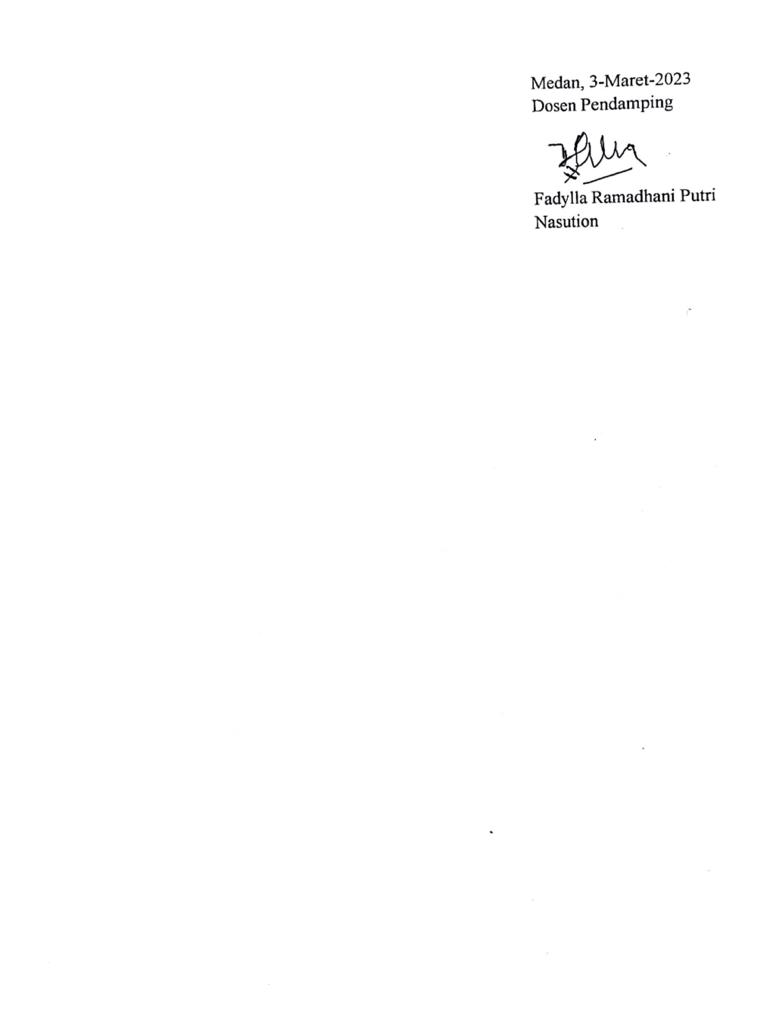 Medan, 3-Maret-2023
Dosen Pendamping
Fadylla Ramadhani Putri
Nasution